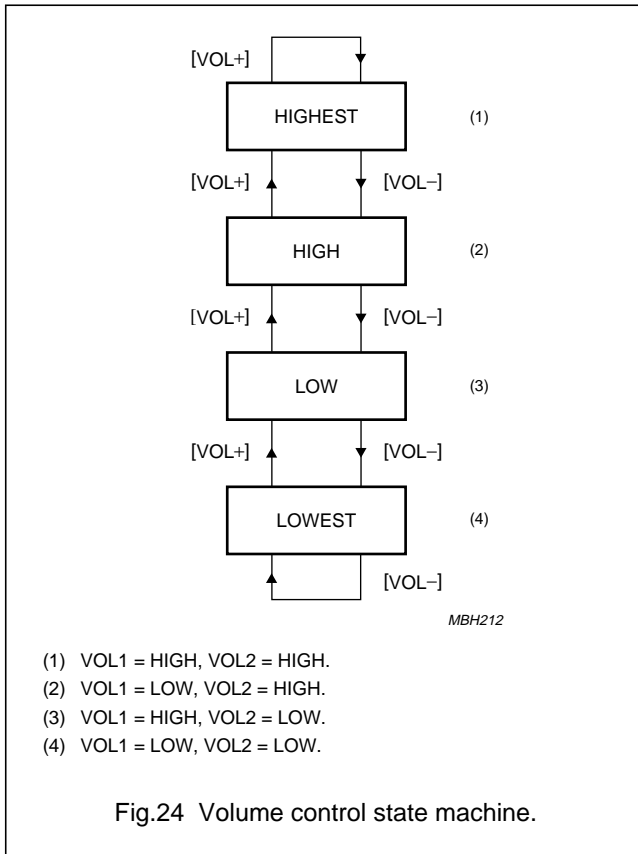 [VOL+]
HIGHEST (1)
[VOL+] [VOL−]
HIGH (2)
[VOL+] [VOL−]
LOW (3)
[VOL+] [VOL−]
LOWEST (4)
[VOL−]
MBH212
(1) VOL1 = HIGH, VOL2 = HIGH.
(2) VOL1 = LOW, VOL2 = HIGH.
(3) VOL1 = HIGH, VOL2 = LOW.
(4) VOL1 = LOW, VOL2 = LOW.
Fig.24 Volume control state machine.